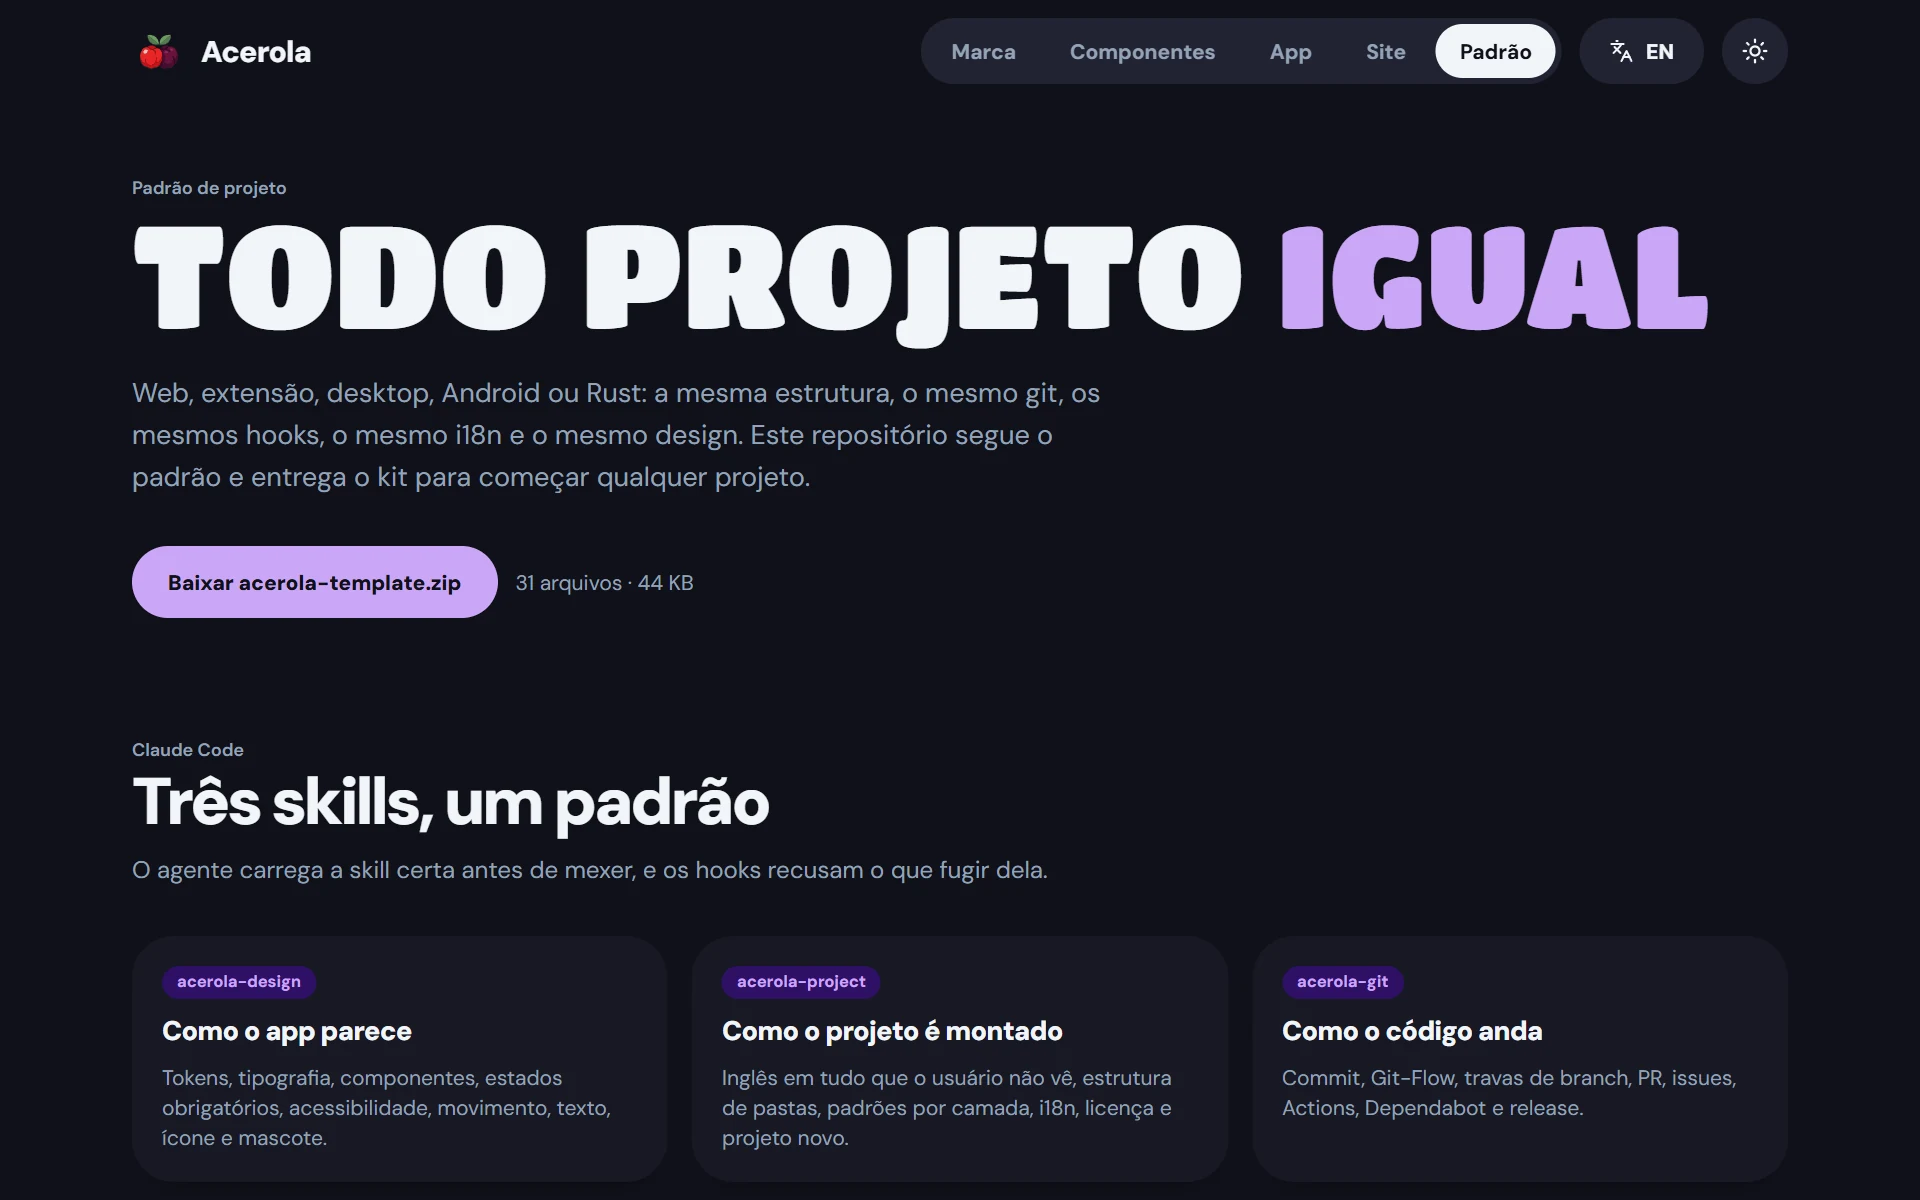 Acerola
Marca
Componentes
App
Site
Padrão
EN
Padrão de projeto
TODO PROJETO IGUAL
Web, extensão, desktop, Android ou Rust: a mesma estrutura, o mesmo git, os
mesmos hooks, o mesmo i18n e o mesmo design. Este repositório segue o
padrão e entrega o kit para começar qualquer projeto.
Baixar acerola-template.zip
31 arquivos · 44 KB
Claude Code
Três skills, um padrão
O agente carrega a skill certa antes de mexer, e os hooks recusam o que fugir dela.
acerola-design
Como o app parece
Tokens, tipografia, componentes, estados
obrigatórios, acessibilidade, movimento, texto,
ícone e mascote.
acerola-project
Como o projeto é montado
Inglês em tudo que o usuário não vê, estrutura
de pastas, padrões por camada, i18n, licença e
projeto novo.
acerola-git
Como o código anda
Commit, Git-Flow, travas de branch, PR, issues,
Actions, Dependabot e release.